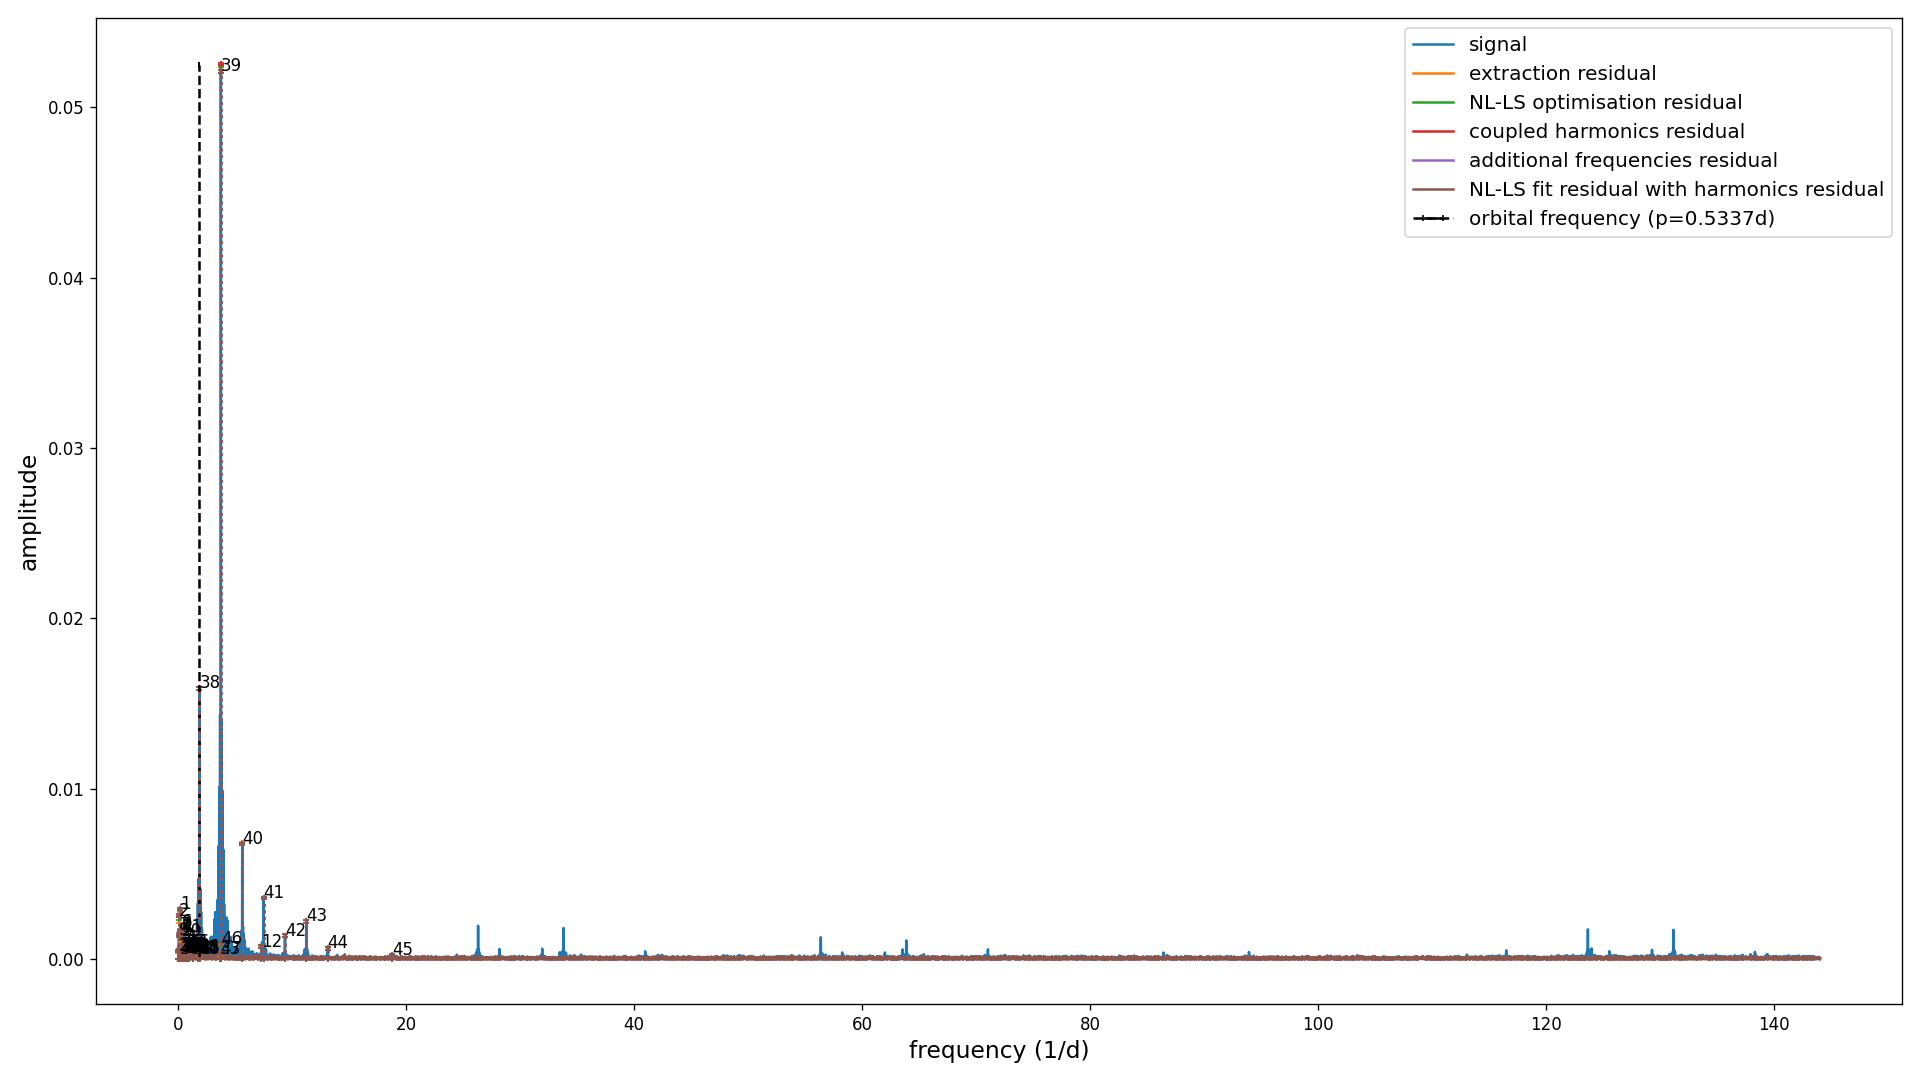 signal
extraction residual
NL-LS optimisation residual
coupled harmonics residual
additional frequencies residual
NL-LS fit residual with harmonics residual
orbital frequency (p=0.5337d)
amplitude
0.05
0.04
0.03
0.02
0.01
0.00
39
38
40
41
1
2
43
42
46
12
44
45
0 20 40 60 80 100 120 140
frequency (1/d)